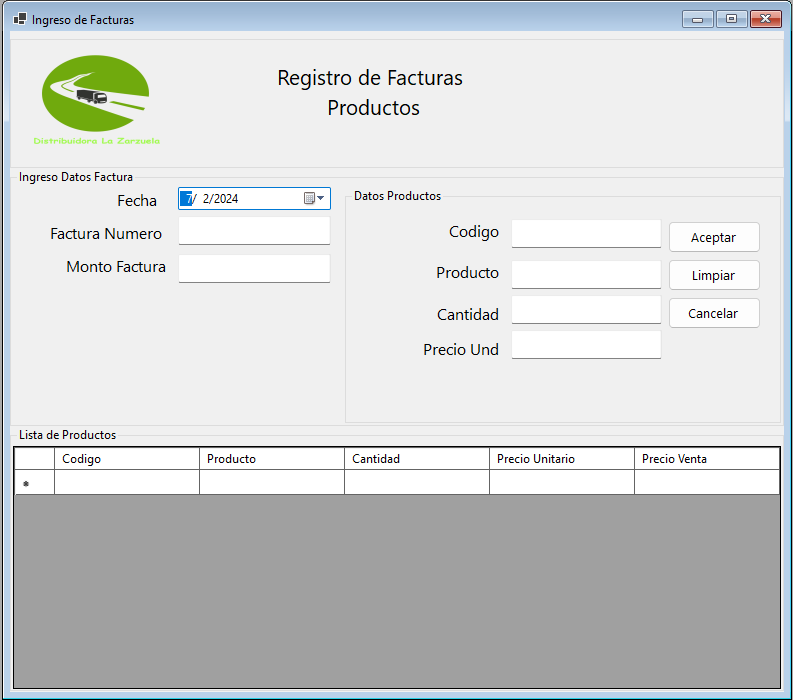 Ingreso de Facturas
Registro de Facturas
Productos
Distribuidora La Zarzuela
Ingreso Datos Factura
Fecha 7/ 2/2024
Factura Numero
Monto Factura
Datos Productos
Codigo
Aceptar
Producto
Limpiar
Cantidad
Cancelar
Precio Und
Lista de Productos
Codigo Producto Cantidad Precio Unitario Precio Venta
*